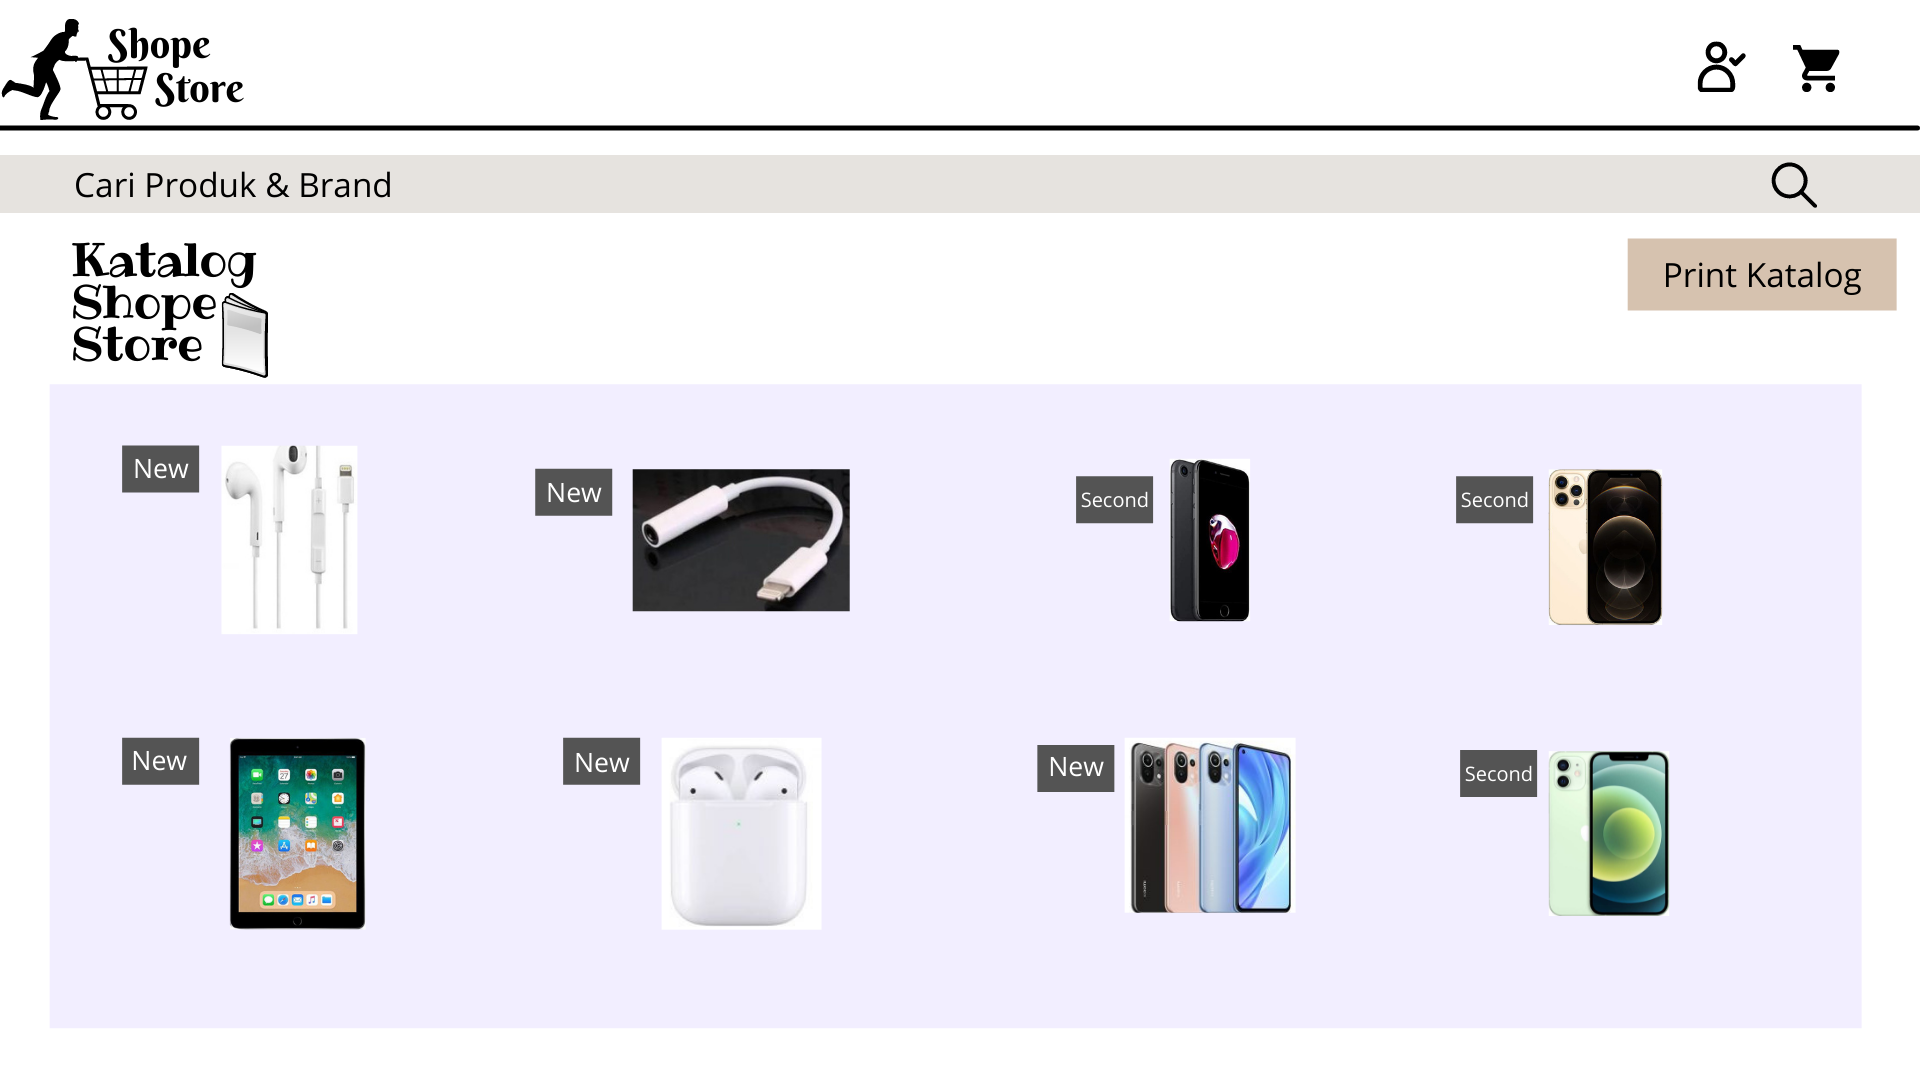 Shope
Store
Cari Produk & Brand
Katalog
Shope
Store
Print Katalog
New
New
Second
Second
New
New
New
Second